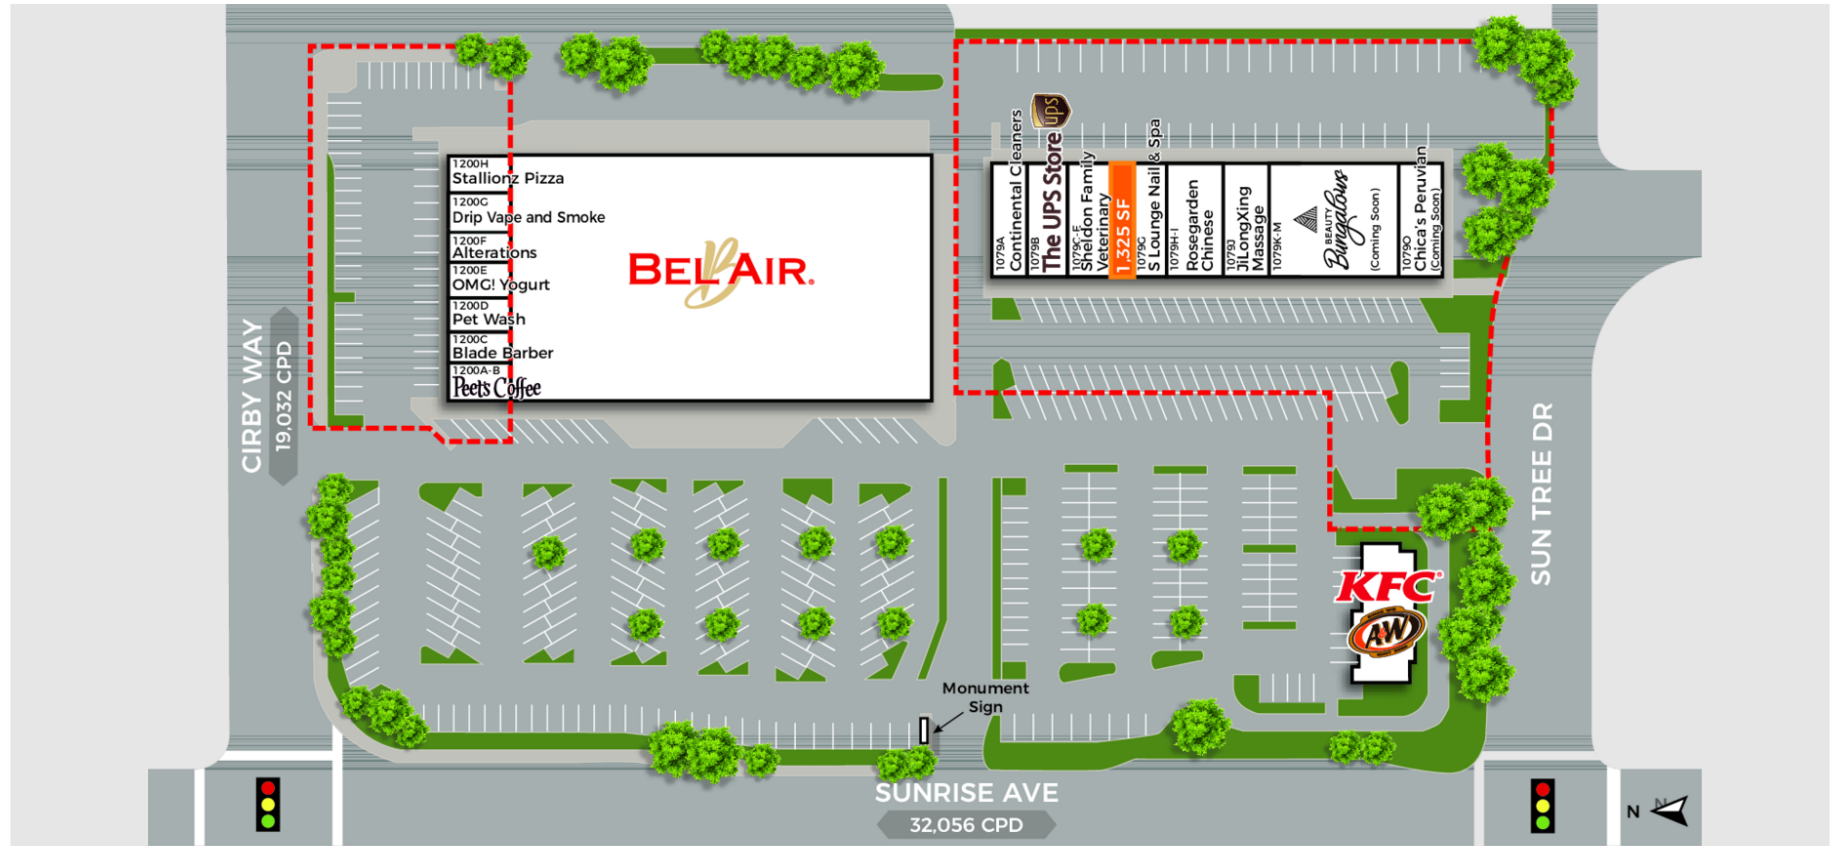 1200H
Stallionz Pizza
1200G
Drip Vape and Smoke
1200F
Alterations
1200E
OMG! Yogurt
1200D
Pet Wash
1200C
Blade Barber
1200A-B
Peet's Coffee
BEL AIR.
1079A
Continental Cleaners
ups
1079B
The UPS Store
1079C-E
Sheldon Family
Veterinary
1,325 SF
1079G
S Lounge Nail & Spa
1079H-I
Rosegarden
Chinese
1079J
JiLongXing
Massage
1079K-M
BEAUTY
Bungalows
(Coming Soon)
1079O
Chica's Peruvian
(Coming Soon)
CIRBY WAY
19,032 CPD
SUN TREE DR
KFC
A&W
Monument
Sign
SUNRISE AVE
32,056 CPD
N
N